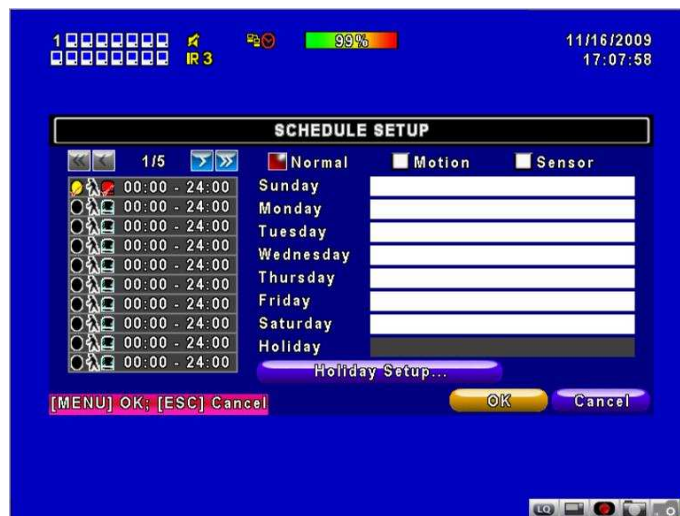 1
IR 3
99%
11/16/2009
17:07:58
SCHEDULE SETUP
1/5
Normal
Motion
Sensor
00:00 - 24:00
00:00 - 24:00
00:00 - 24:00
00:00 - 24:00
00:00 - 24:00
00:00 - 24:00
00:00 - 24:00
00:00 - 24:00
00:00 - 24:00
00:00 - 24:00
Sunday
Monday
Tuesday
Wednesday
Thursday
Friday
Saturday
Holiday
Holiday Setup...
[MENU] OK; [ESC] Cancel
OK
Cancel
LQ